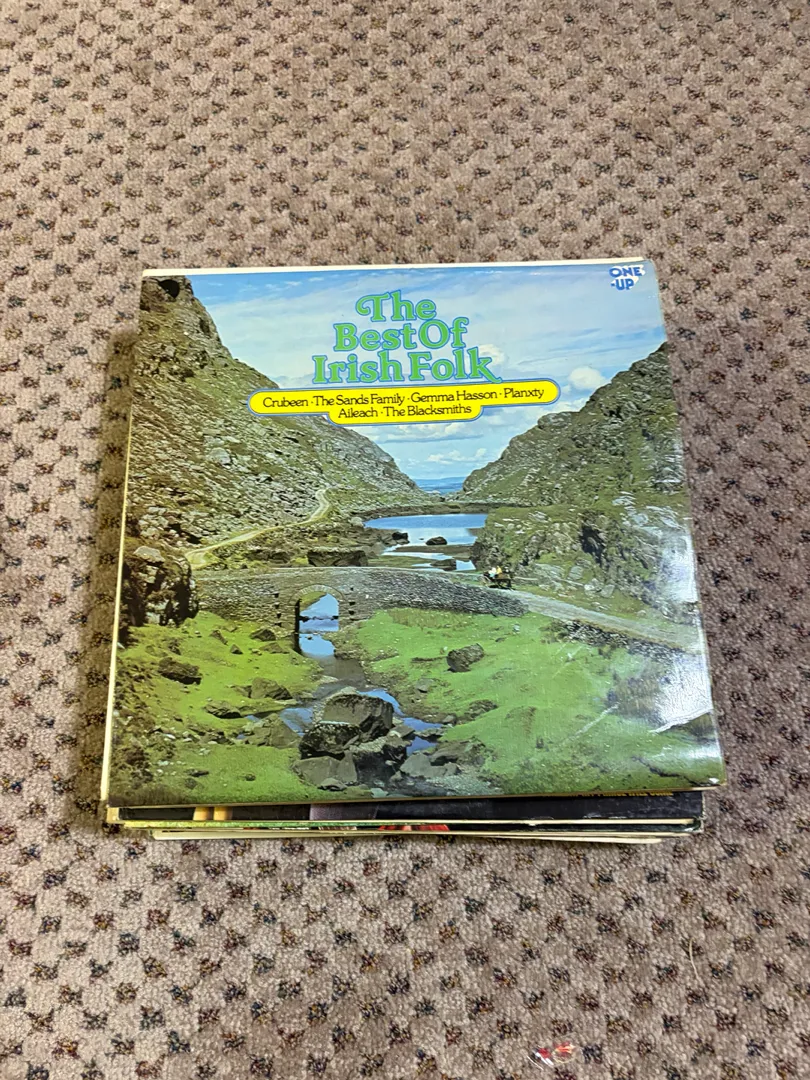 ONE
·UP
The
Best Of
Irish Folk
Crubeen · The Sands Family · Gemma Hasson · Planxty
Aileach · The Blacksmiths